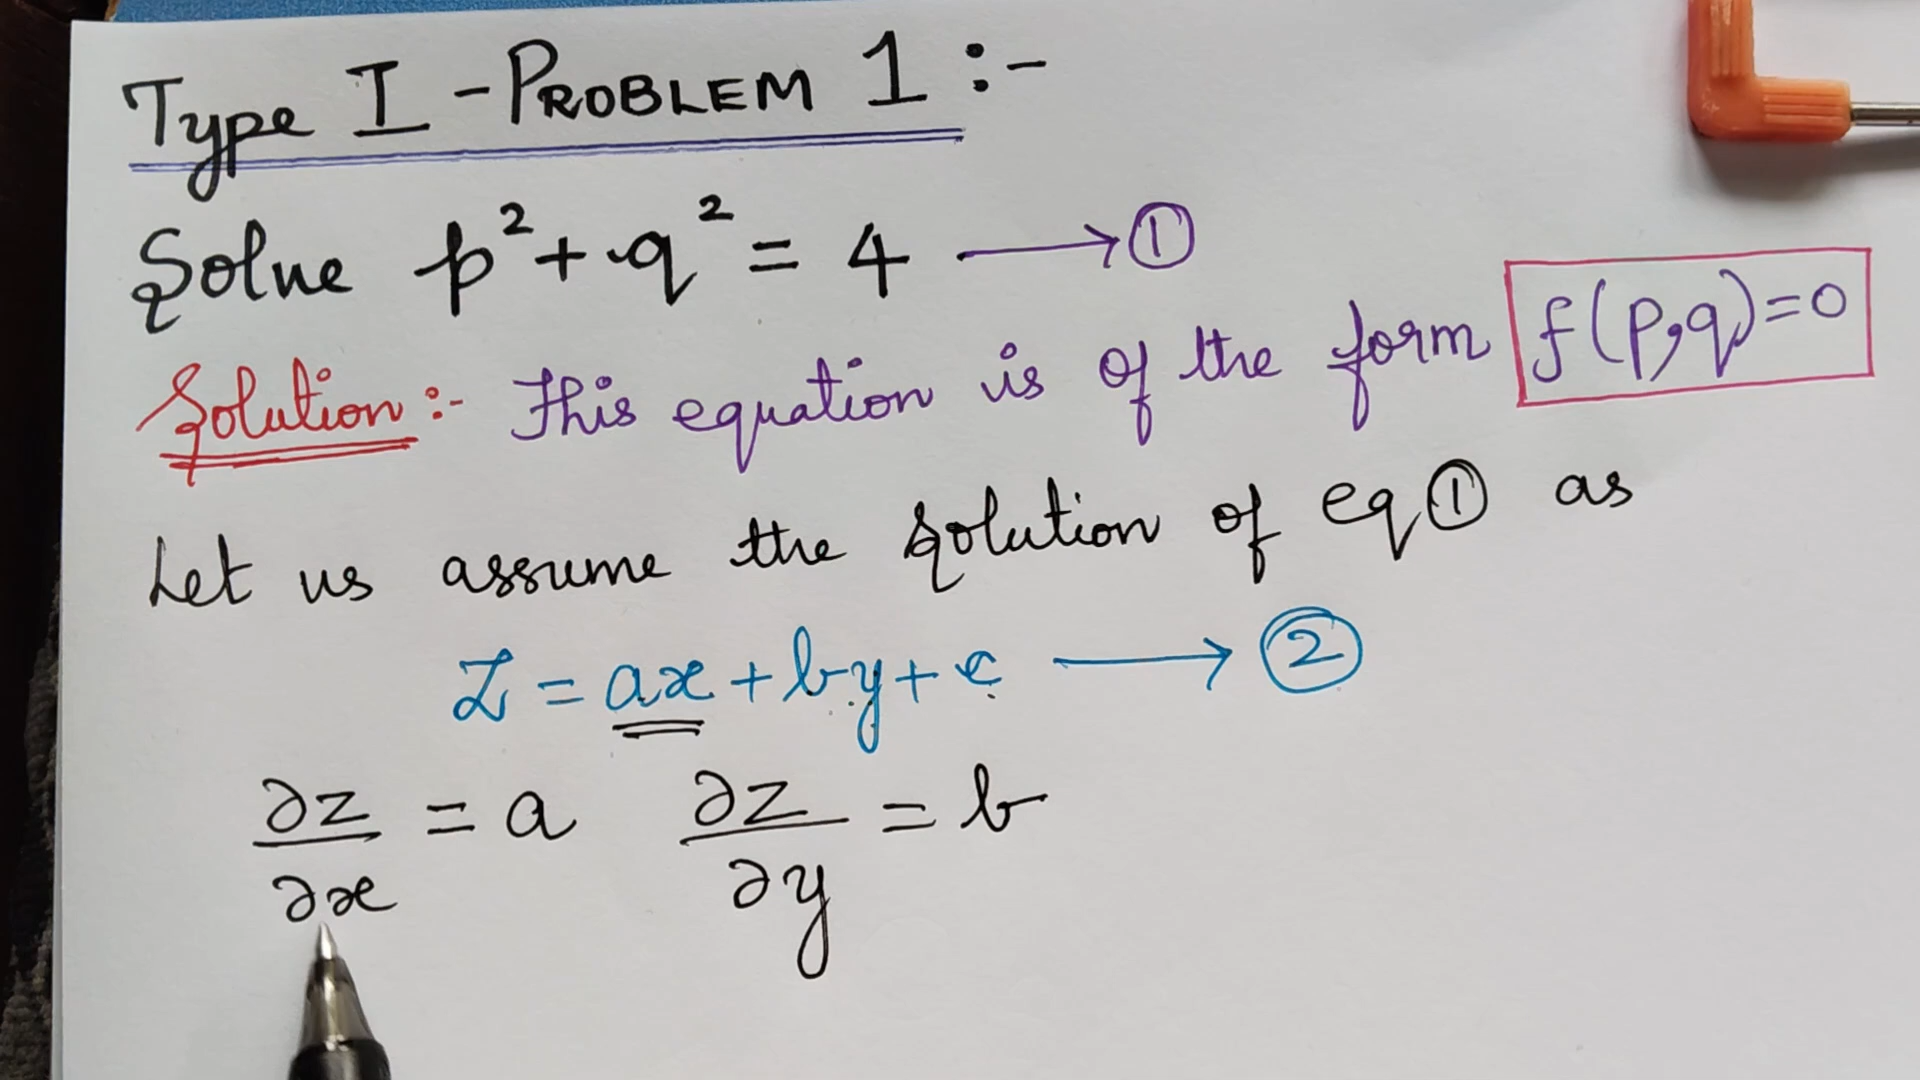 Type I - PROBLEM 1 :-
Solve p² + q² = 4 → ①
Solution :- This equation is of the form f(p,q)=0
Let us assume the solution of eq ① as
Z = ax + by + c → ②
∂z/∂x = a ∂z/∂y = b